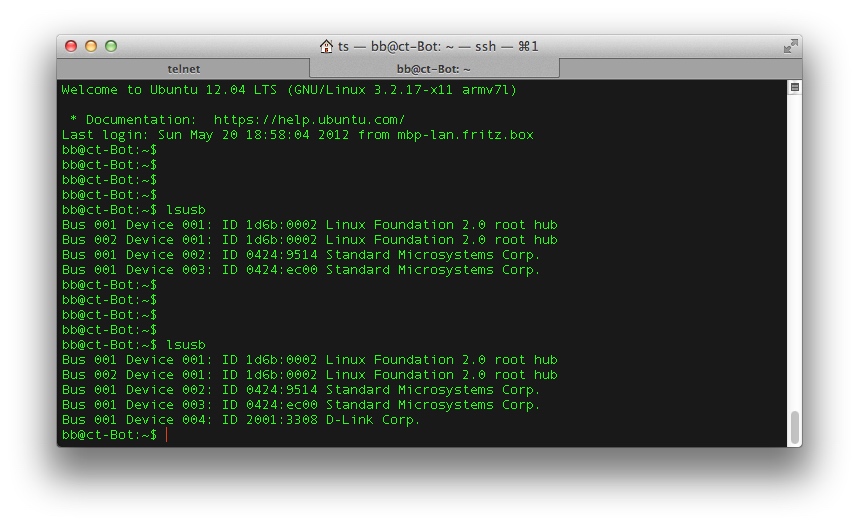 ts — bb@ct-Bot: ~ — ssh — ⌘1
telnet
bb@ct-Bot: ~
Welcome to Ubuntu 12.04 LTS (GNU/Linux 3.2.17-x11 armv7l)
* Documentation:  https://help.ubuntu.com/
Last login: Sun May 20 18:58:04 2012 from mbp-lan.fritz.box
bb@ct-Bot:~$
bb@ct-Bot:~$
bb@ct-Bot:~$
bb@ct-Bot:~$
bb@ct-Bot:~$ lsusb
Bus 001 Device 001: ID 1d6b:0002 Linux Foundation 2.0 root hub
Bus 002 Device 001: ID 1d6b:0002 Linux Foundation 2.0 root hub
Bus 001 Device 002: ID 0424:9514 Standard Microsystems Corp.
Bus 001 Device 003: ID 0424:ec00 Standard Microsystems Corp.
bb@ct-Bot:~$
bb@ct-Bot:~$
bb@ct-Bot:~$
bb@ct-Bot:~$
bb@ct-Bot:~$ lsusb
Bus 001 Device 001: ID 1d6b:0002 Linux Foundation 2.0 root hub
Bus 002 Device 001: ID 1d6b:0002 Linux Foundation 2.0 root hub
Bus 001 Device 002: ID 0424:9514 Standard Microsystems Corp.
Bus 001 Device 003: ID 0424:ec00 Standard Microsystems Corp.
Bus 001 Device 004: ID 2001:3308 D-Link Corp.
bb@ct-Bot:~$